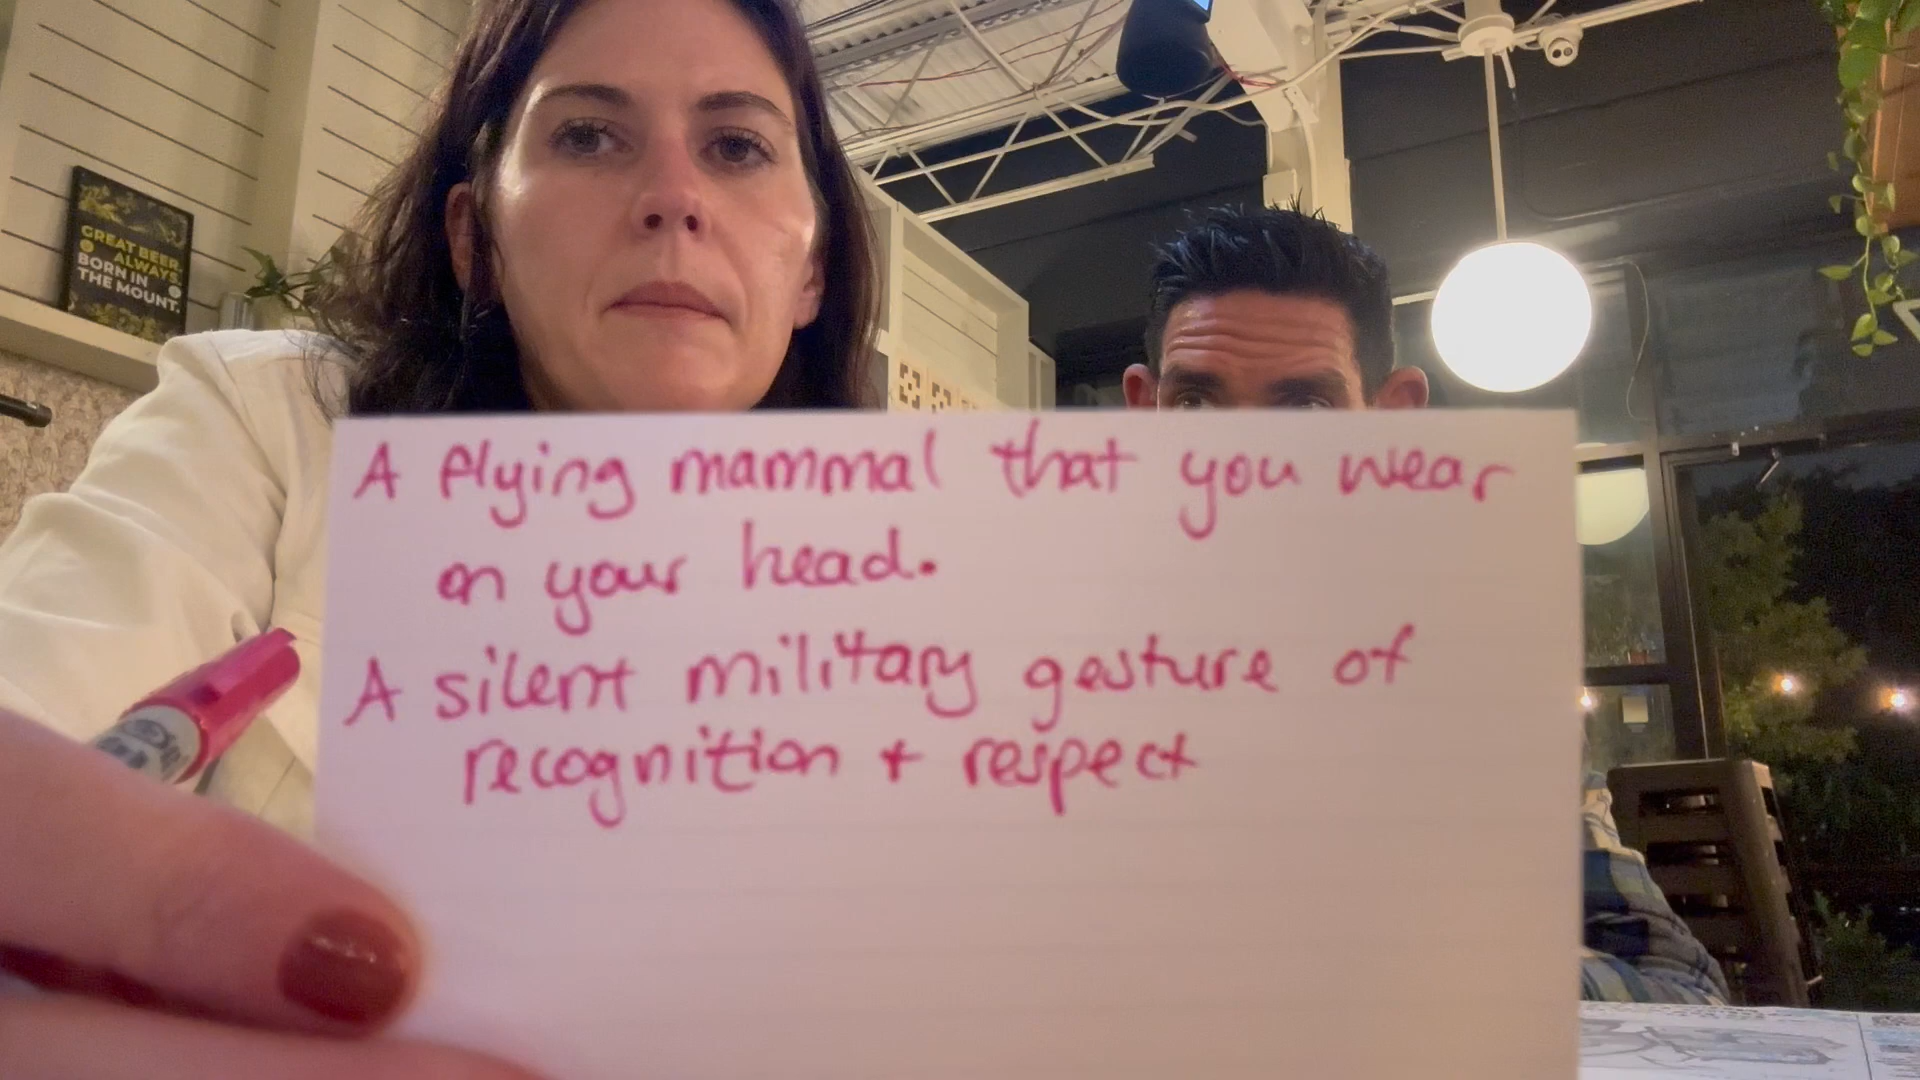 GREAT BEER.
ALWAYS.
BORN IN
THE MOUNT.
A flying mammal that you wear
on your head.
A silent military gesture of
recognition + respect